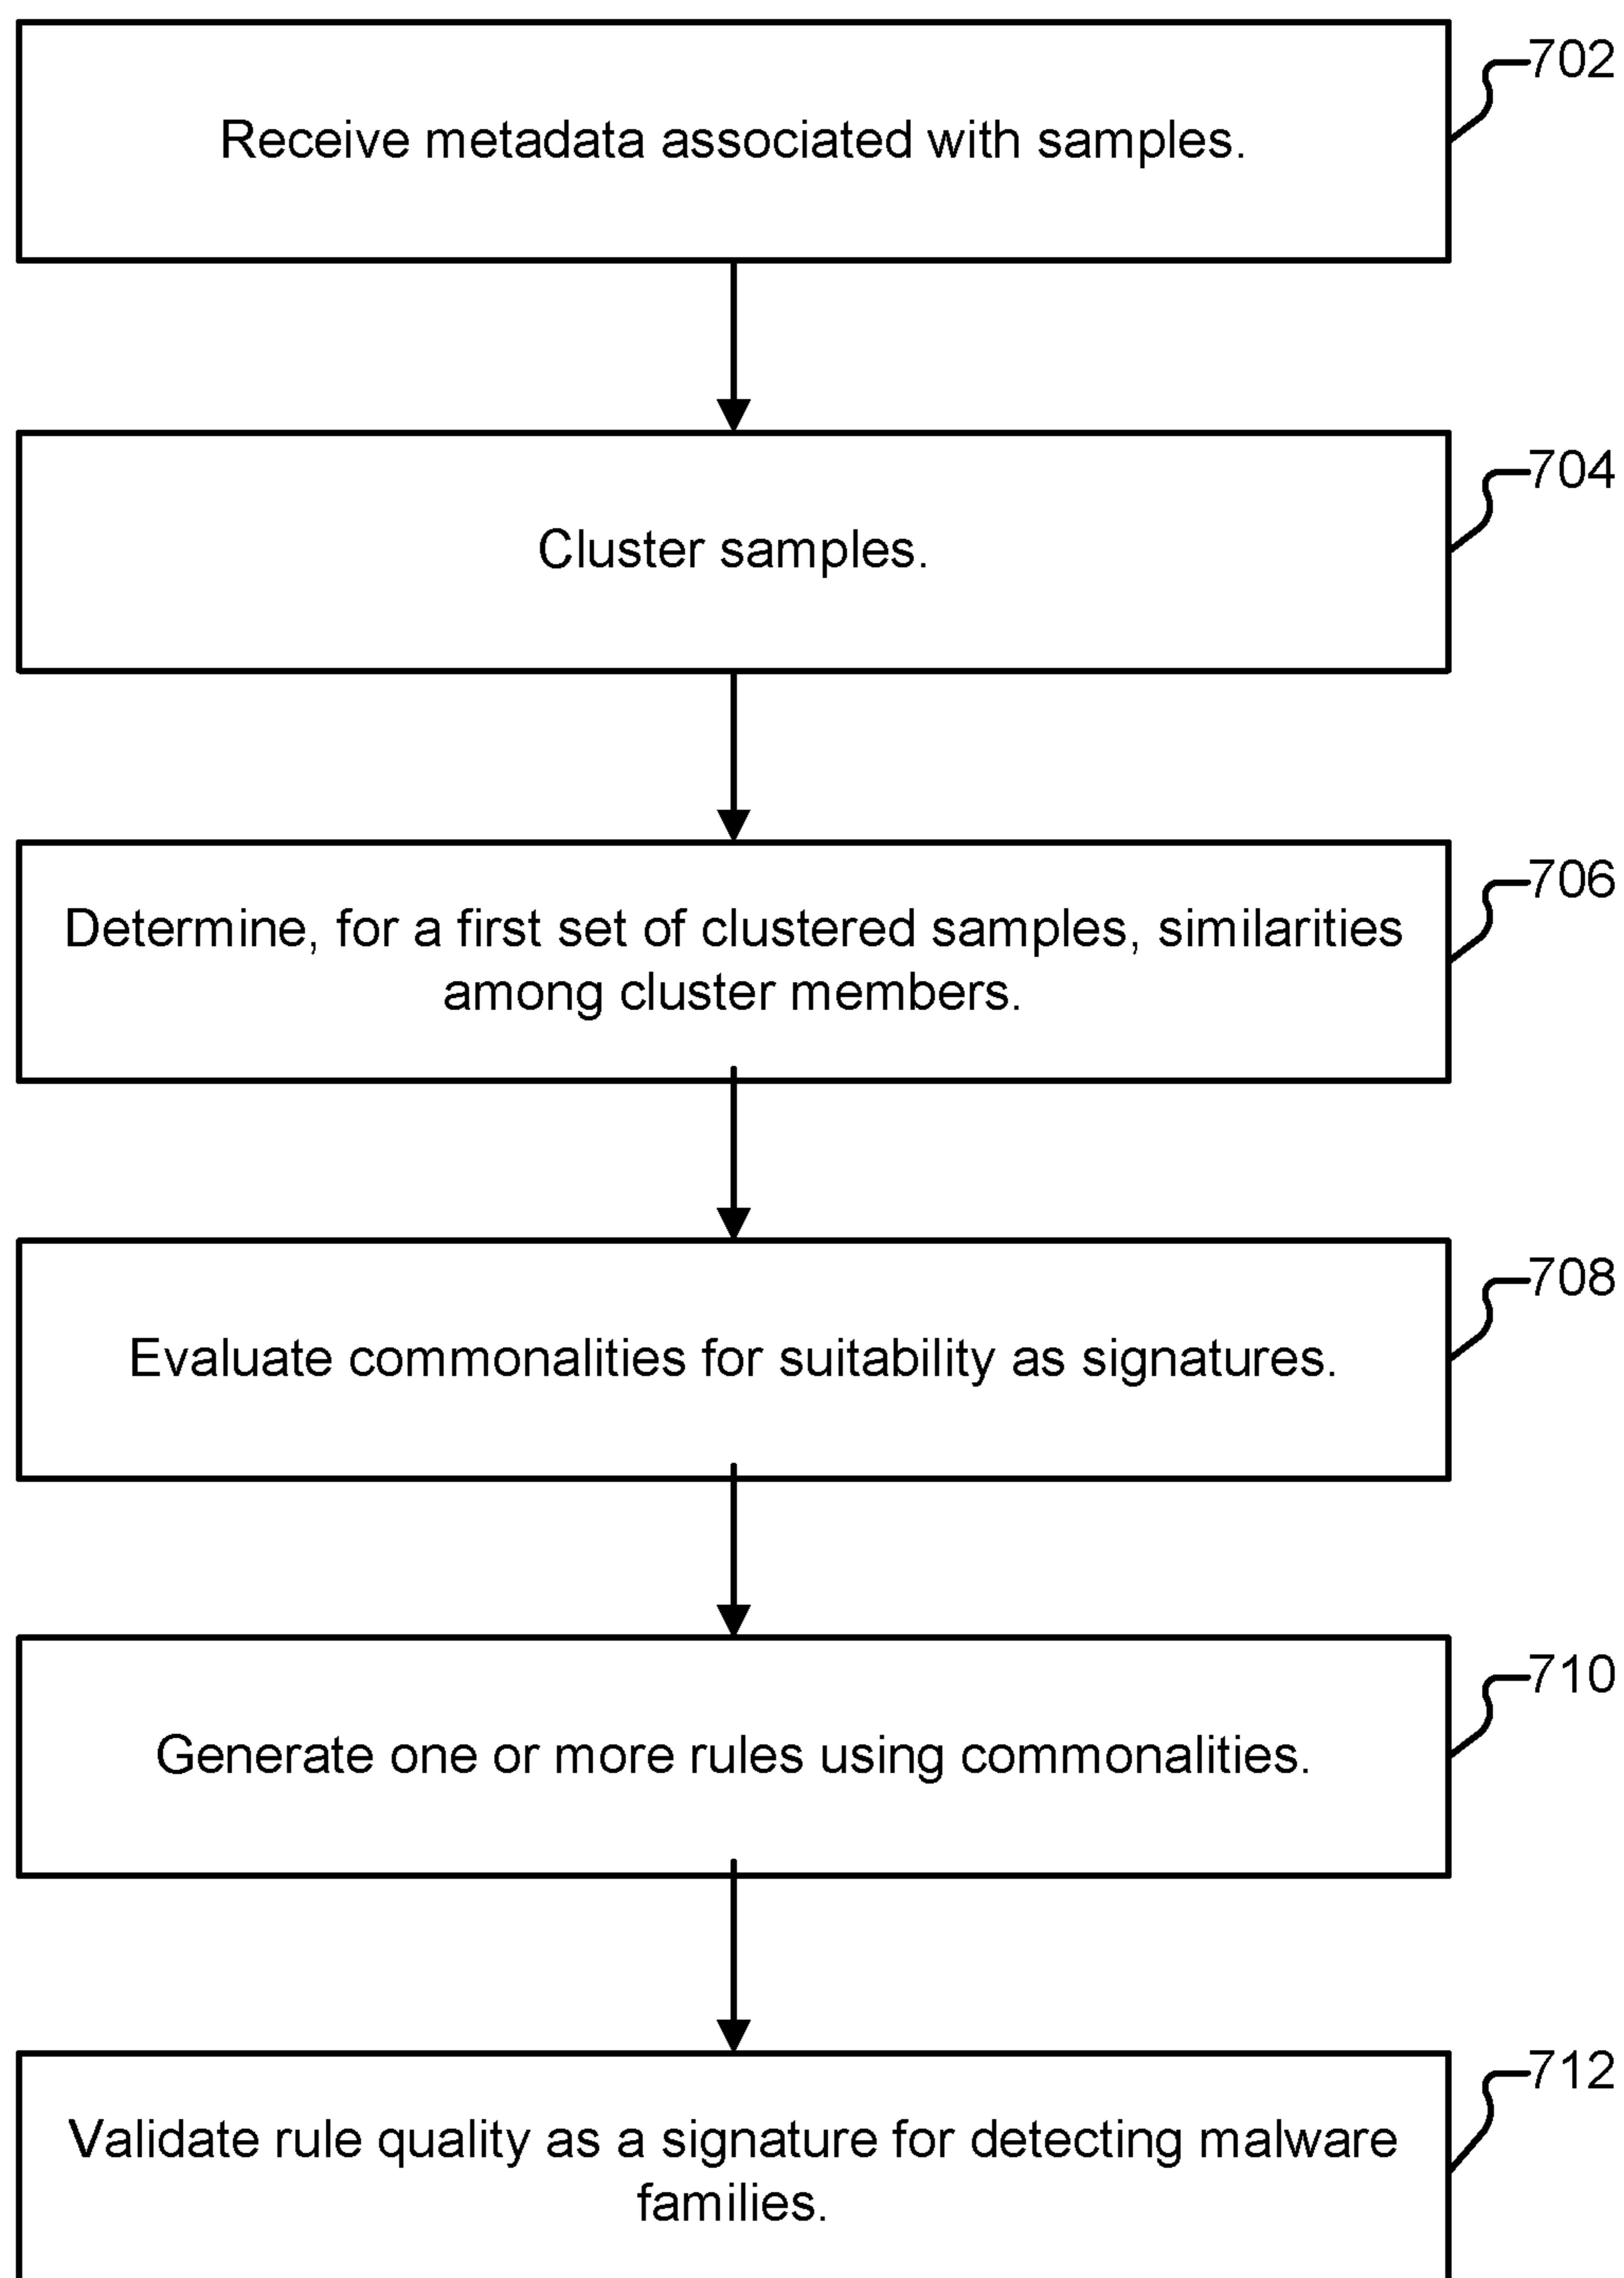 702
Receive metadata associated with samples.
704
Cluster samples.
706
Determine, for a first set of clustered samples, similarities
among cluster members.
708
Evaluate commonalities for suitability as signatures.
710
Generate one or more rules using commonalities.
712
Validate rule quality as a signature for detecting malware
families.